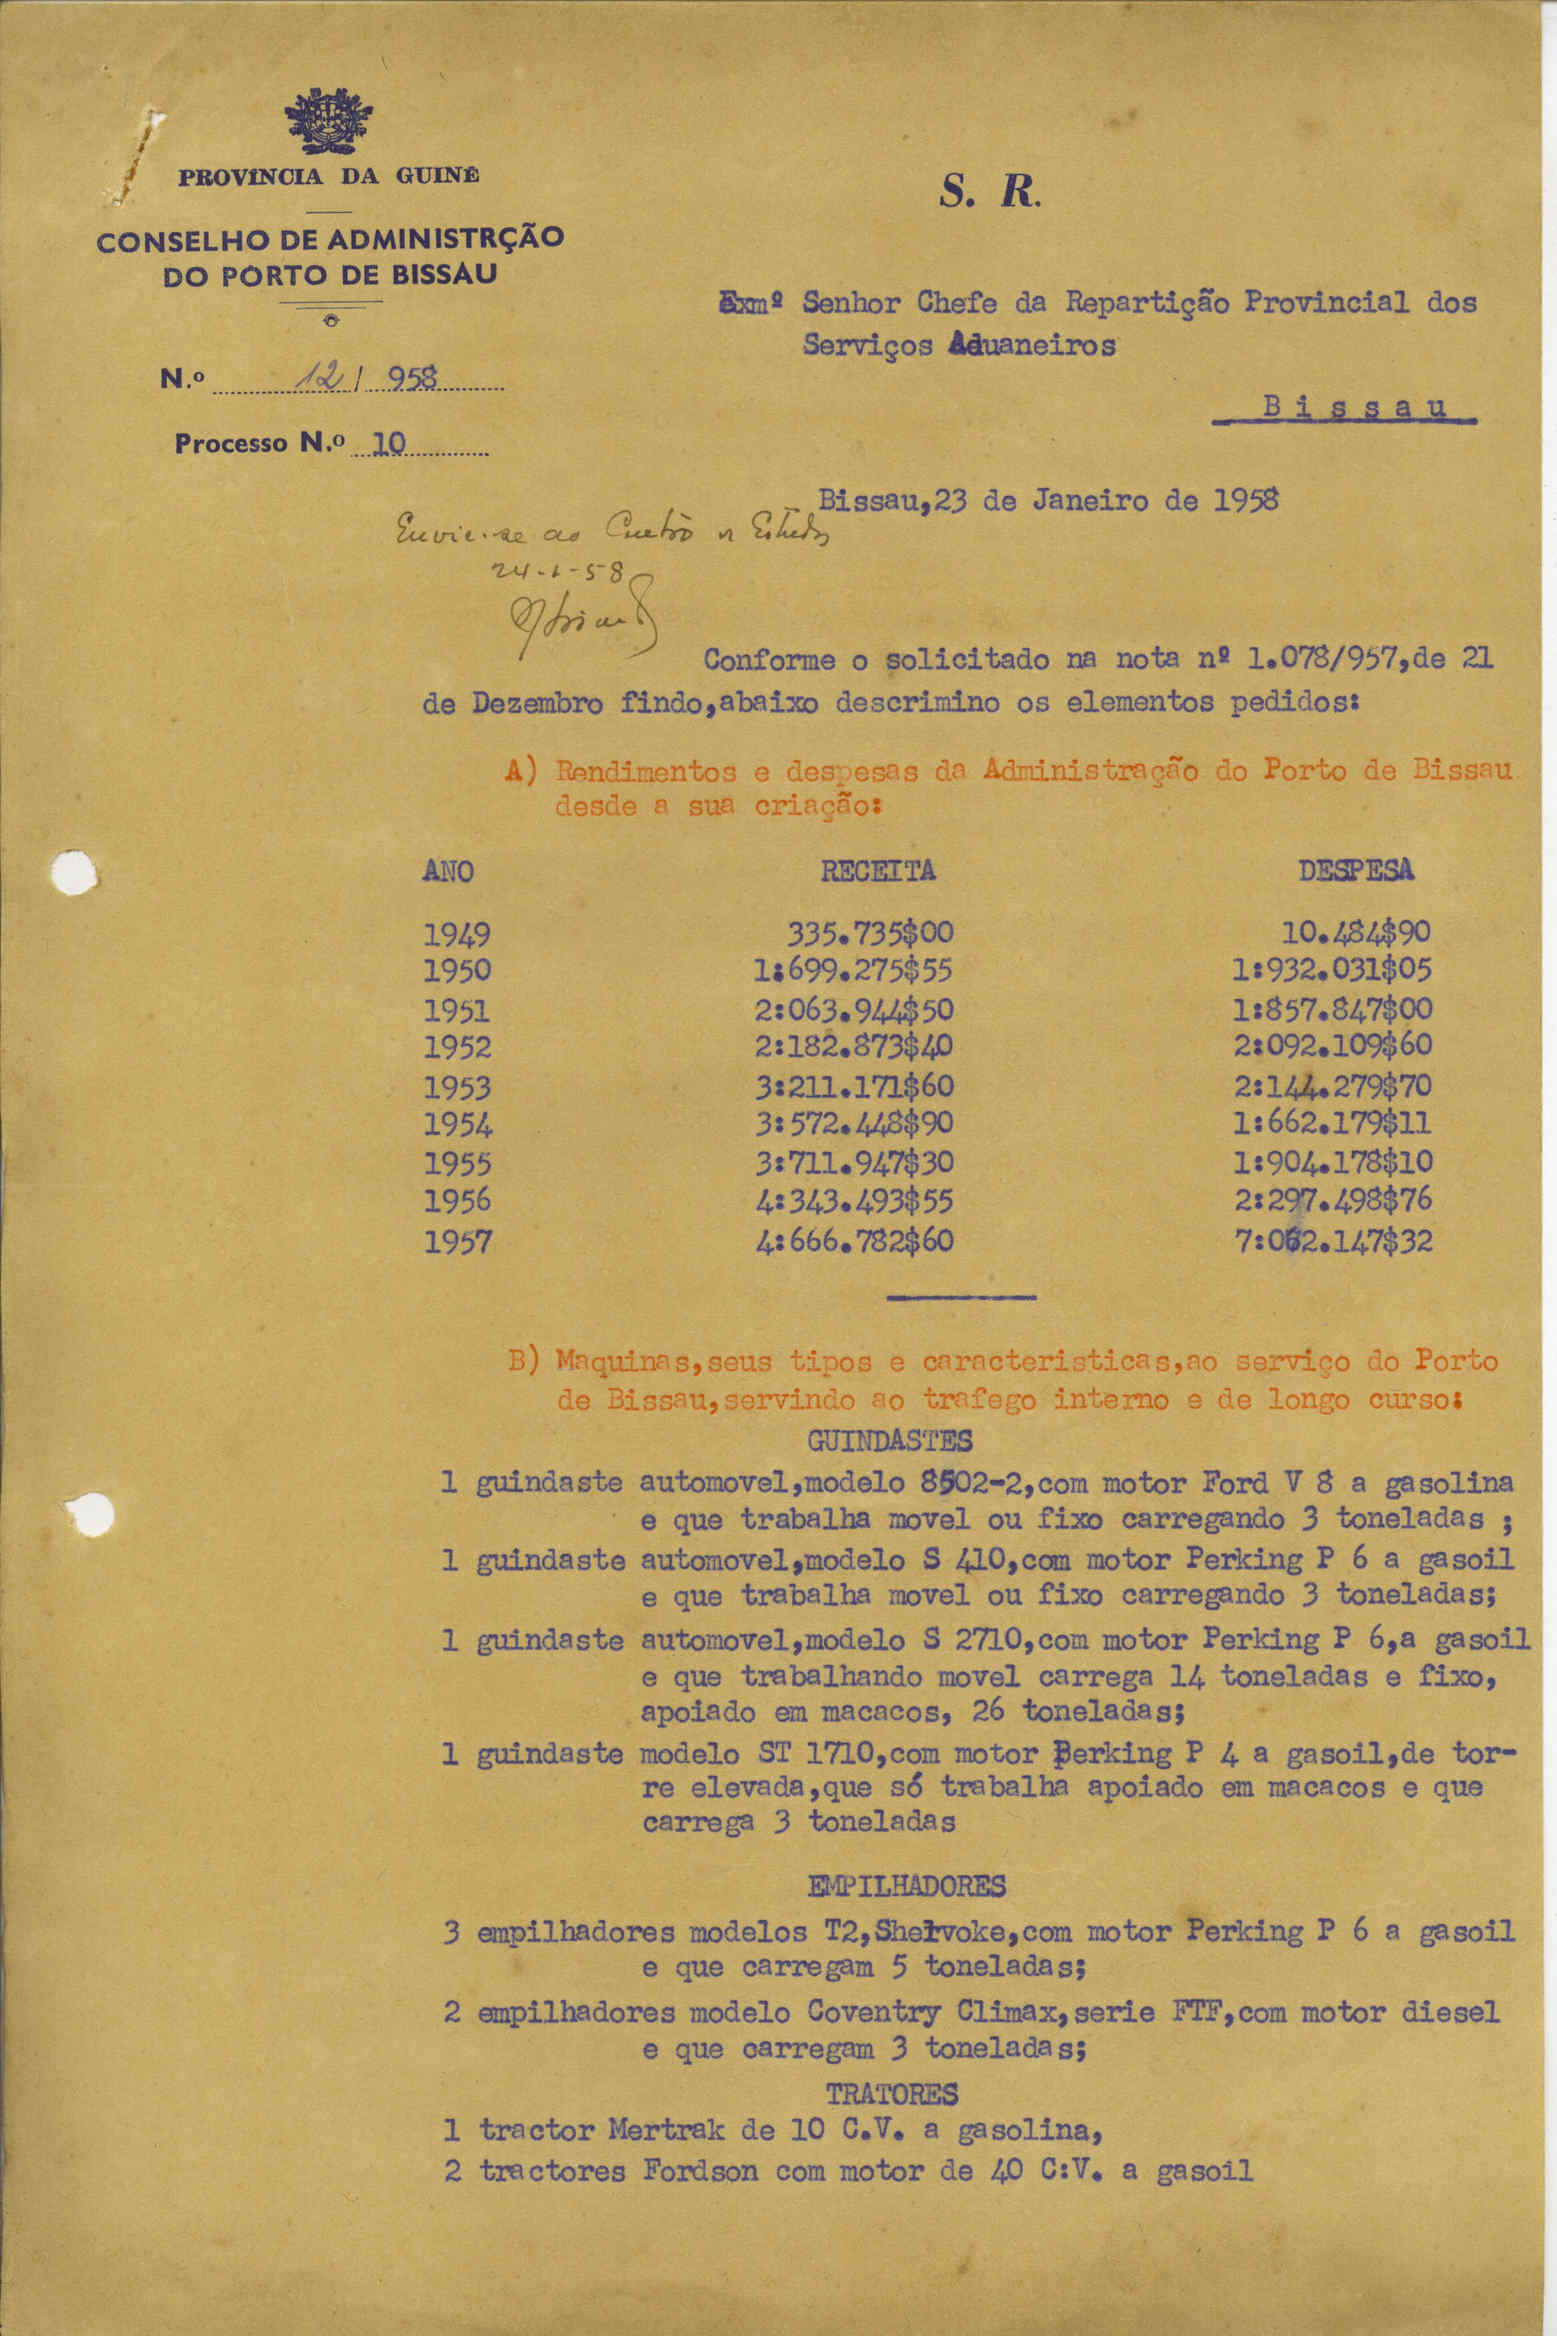 PROVÍNCIA DA GUINÉ
CONSELHO DE ADMINISTRÇÃO
DO PORTO DE BISSAU
N.º 12/ 958
Processo N.º 10
S. R.
Exmº Senhor Chefe da Repartição Provincial dos
Serviços Aduaneiros
Bissau
Bissau,23 de Janeiro de 1958
Envie-se ao Centro de Estudos
24-1-58
Conforme o solicitado na nota nº 1.078/957,de 21
de Dezembro findo,abaixo descrimino os elementos pedidos:
A) Rendimentos e despesas da Administração do Porto de Bissau
desde a sua criação:
ANO RECEITA DESPESA
1949 335.735$00 10.484$90
1950 1:699.275$55 1:932.031$05
1951 2:063.944$50 1:857.847$00
1952 2:182.873$40 2:092.109$60
1953 3:211.171$60 2:144.279$70
1954 3:572.448$90 1:662.179$11
1955 3:711.947$30 1:904.178$10
1956 4:343.493$55 2:297.498$76
1957 4:666.782$60 7:062.147$32
B) Maquinas,seus tipos e caracteristicas,ao serviço do Porto
de Bissau,servindo ao trafego interno e de longo curso:
GUINDASTES
1 guindaste automovel,modelo 8502-2,com motor Ford V 8 a gasolina
e que trabalha movel ou fixo carregando 3 toneladas ;
1 guindaste automovel,modelo S 410,com motor Perking P 6 a gasoil
e que trabalha movel ou fixo carregando 3 toneladas;
1 guindaste automovel,modelo S 2710,com motor Perking P 6,a gasoil
e que trabalhando movel carrega 14 toneladas e fixo,
apoiado em macacos, 26 toneladas;
1 guindaste modelo ST 1710,com motor Perking P 4 a gasoil,de tor-
re elevada,que só trabalha apoiado em macacos e que
carrega 3 toneladas
EMPILHADORES
3 empilhadores modelos T2,Shelvoke,com motor Perking P 6 a gasoil
e que carregam 5 toneladas;
2 empilhadores modelo Coventry Climax,serie FTF,com motor diesel
e que carregam 3 toneladas;
TRATORES
1 tractor Mertrak de 10 C.V. a gasolina,
2 tractores Fordson com motor de 40 C:V. a gasoil